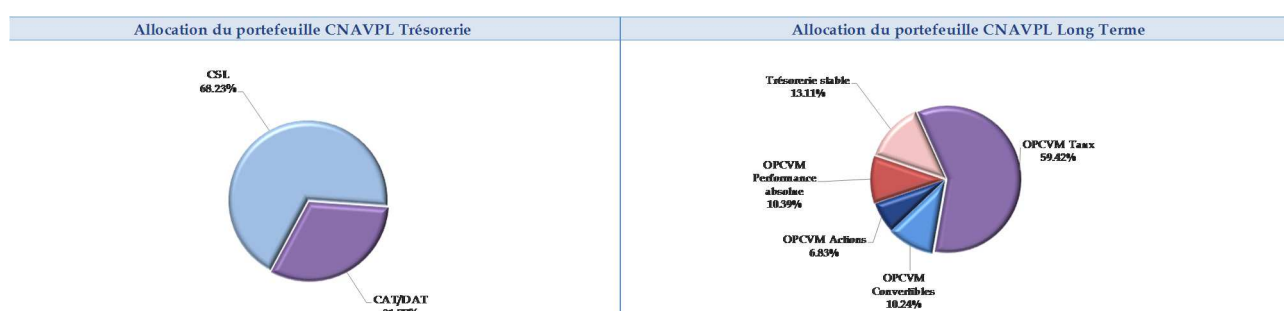 Allocation du portefeuille CNAVPL Trésorerie
CSL
68.23%
CAT/DAT
Allocation du portefeuille CNAVPL Long Terme
Trésorerie stable
13.11%
OPCVM Taux
59.42%
OPCVM
Performance
absolue
10.39%
OPCVM Actions
6.83%
OPCVM
Convertibles
10.24%